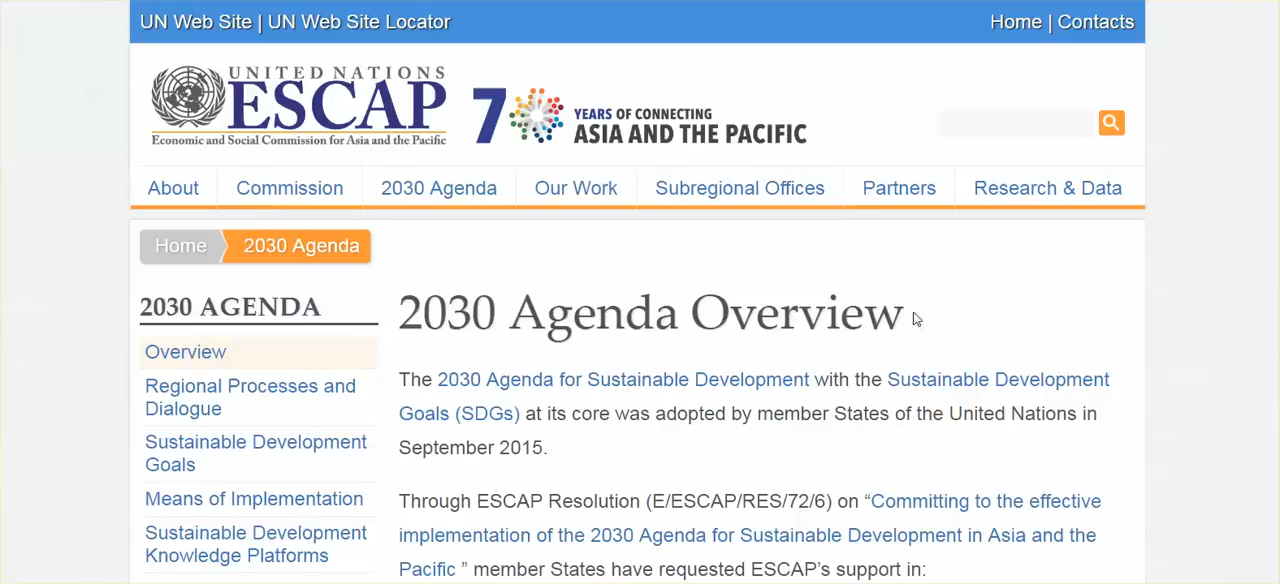 UN Web Site | UN Web Site Locator
Home | Contacts
UNITED NATIONS
ESCAP
Economic and Social Commission for Asia and the Pacific
70 YEARS OF CONNECTING
ASIA AND THE PACIFIC
About
Commission
2030 Agenda
Our Work
Subregional Offices
Partners
Research & Data
Home
2030 Agenda
2030 AGENDA
Overview
Regional Processes and
Dialogue
Sustainable Development
Goals
Means of Implementation
Sustainable Development
Knowledge Platforms
2030 Agenda Overview
The 2030 Agenda for Sustainable Development with the Sustainable Development
Goals (SDGs) at its core was adopted by member States of the United Nations in
September 2015.
Through ESCAP Resolution (E/ESCAP/RES/72/6) on “Committing to the effective
implementation of the 2030 Agenda for Sustainable Development in Asia and the
Pacific ” member States have requested ESCAP’s support in: